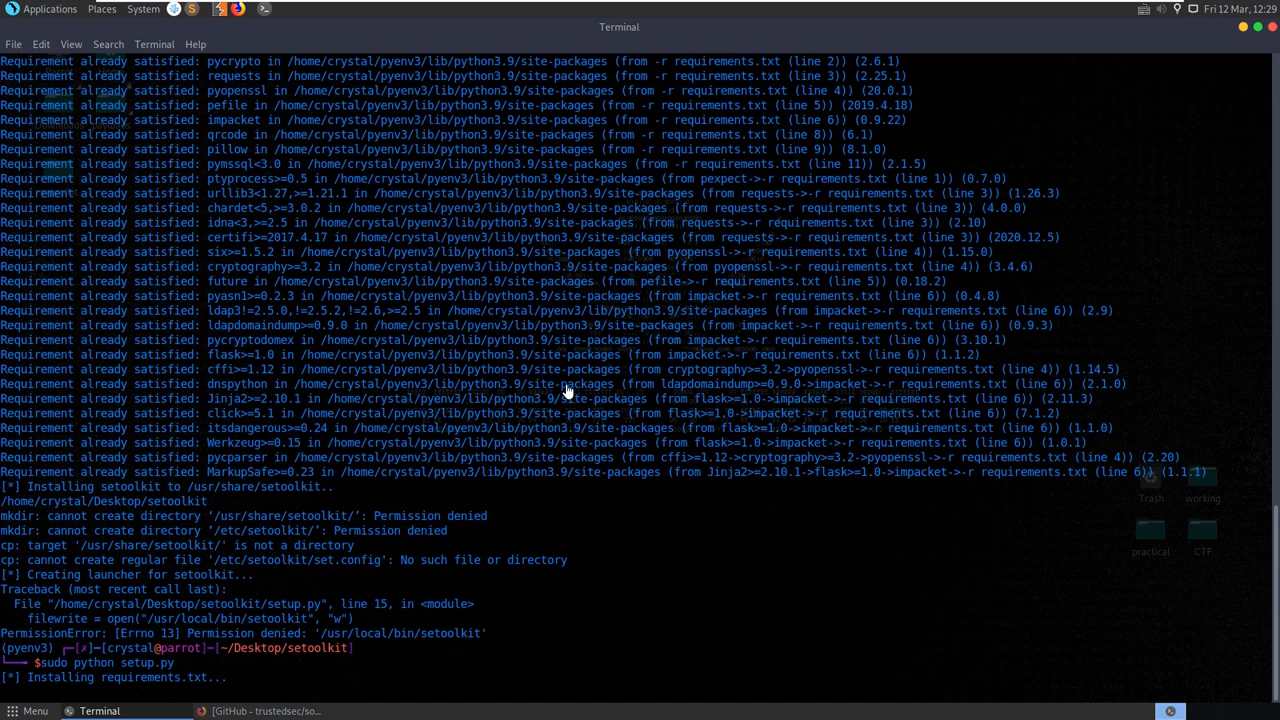 Applications Places System Fri 12 Mar, 12:29
Terminal
File Edit View Search Terminal Help
Requirement already satisfied: pycrypto in /home/crystal/pyenv3/lib/python3.9/site-packages (from -r requirements.txt (line 2)) (2.6.1)
Requirement already satisfied: requests in /home/crystal/pyenv3/lib/python3.9/site-packages (from -r requirements.txt (line 3)) (2.25.1)
Requirement already satisfied: pyopenssl in /home/crystal/pyenv3/lib/python3.9/site-packages (from -r requirements.txt (line 4)) (20.0.1)
Requirement already satisfied: pefile in /home/crystal/pyenv3/lib/python3.9/site-packages (from -r requirements.txt (line 5)) (2019.4.18)
Requirement already satisfied: impacket in /home/crystal/pyenv3/lib/python3.9/site-packages (from -r requirements.txt (line 6)) (0.9.22)
Requirement already satisfied: qrcode in /home/crystal/pyenv3/lib/python3.9/site-packages (from -r requirements.txt (line 8)) (6.1)
Requirement already satisfied: pillow in /home/crystal/pyenv3/lib/python3.9/site-packages (from -r requirements.txt (line 9)) (8.1.0)
Requirement already satisfied: pymssql<3.0 in /home/crystal/pyenv3/lib/python3.9/site-packages (from -r requirements.txt (line 11)) (2.1.5)
Requirement already satisfied: ptyprocess>=0.5 in /home/crystal/pyenv3/lib/python3.9/site-packages (from pexpect->-r requirements.txt (line 1)) (0.7.0)
Requirement already satisfied: urllib3<1.27,>=1.21.1 in /home/crystal/pyenv3/lib/python3.9/site-packages (from requests->-r requirements.txt (line 3)) (1.26.3)
Requirement already satisfied: chardet<5,>=3.0.2 in /home/crystal/pyenv3/lib/python3.9/site-packages (from requests->-r requirements.txt (line 3)) (4.0.0)
Requirement already satisfied: idna<3,>=2.5 in /home/crystal/pyenv3/lib/python3.9/site-packages (from requests->-r requirements.txt (line 3)) (2.10)
Requirement already satisfied: certifi>=2017.4.17 in /home/crystal/pyenv3/lib/python3.9/site-packages (from requests->-r requirements.txt (line 3)) (2020.12.5)
Requirement already satisfied: six>=1.5.2 in /home/crystal/pyenv3/lib/python3.9/site-packages (from pyopenssl->-r requirements.txt (line 4)) (1.15.0)
Requirement already satisfied: cryptography>=3.2 in /home/crystal/pyenv3/lib/python3.9/site-packages (from pyopenssl->-r requirements.txt (line 4)) (3.4.6)
Requirement already satisfied: future in /home/crystal/pyenv3/lib/python3.9/site-packages (from pefile->-r requirements.txt (line 5)) (0.18.2)
Requirement already satisfied: pyasn1>=0.2.3 in /home/crystal/pyenv3/lib/python3.9/site-packages (from impacket->-r requirements.txt (line 6)) (0.4.8)
Requirement already satisfied: ldap3!=2.5.0,!=2.5.2,!=2.6,>=2.5 in /home/crystal/pyenv3/lib/python3.9/site-packages (from impacket->-r requirements.txt (line 6)) (2.9)
Requirement already satisfied: ldapdomaindump>=0.9.0 in /home/crystal/pyenv3/lib/python3.9/site-packages (from impacket->-r requirements.txt (line 6)) (0.9.3)
Requirement already satisfied: pycryptodomex in /home/crystal/pyenv3/lib/python3.9/site-packages (from impacket->-r requirements.txt (line 6)) (3.10.1)
Requirement already satisfied: flask>=1.0 in /home/crystal/pyenv3/lib/python3.9/site-packages (from impacket->-r requirements.txt (line 6)) (1.1.2)
Requirement already satisfied: cffi>=1.12 in /home/crystal/pyenv3/lib/python3.9/site-packages (from cryptography>=3.2->pyopenssl->-r requirements.txt (line 4)) (1.14.5)
Requirement already satisfied: dnspython in /home/crystal/pyenv3/lib/python3.9/site-packages (from ldapdomaindump>=0.9.0->impacket->-r requirements.txt (line 6)) (2.1.0)
Requirement already satisfied: Jinja2>=2.10.1 in /home/crystal/pyenv3/lib/python3.9/site-packages (from flask>=1.0->impacket->-r requirements.txt (line 6)) (2.11.3)
Requirement already satisfied: click>=5.1 in /home/crystal/pyenv3/lib/python3.9/site-packages (from flask>=1.0->impacket->-r requirements.txt (line 6)) (7.1.2)
Requirement already satisfied: itsdangerous>=0.24 in /home/crystal/pyenv3/lib/python3.9/site-packages (from flask>=1.0->impacket->-r requirements.txt (line 6)) (1.1.0)
Requirement already satisfied: Werkzeug>=0.15 in /home/crystal/pyenv3/lib/python3.9/site-packages (from flask>=1.0->impacket->-r requirements.txt (line 6)) (1.0.1)
Requirement already satisfied: pycparser in /home/crystal/pyenv3/lib/python3.9/site-packages (from cffi>=1.12->cryptography>=3.2->pyopenssl->-r requirements.txt (line 4)) (2.20)
Requirement already satisfied: MarkupSafe>=0.23 in /home/crystal/pyenv3/lib/python3.9/site-packages (from Jinja2>=2.10.1->flask>=1.0->impacket->-r requirements.txt (line 6)) (1.1.1)
[*] Installing setoolkit to /usr/share/setoolkit..
/home/crystal/Desktop/setoolkit
mkdir: cannot create directory ‘/usr/share/setoolkit/’: Permission denied
mkdir: cannot create directory ‘/etc/setoolkit/’: Permission denied
cp: target '/usr/share/setoolkit/' is not a directory
cp: cannot create regular file '/etc/setoolkit/set.config': No such file or directory
[*] Creating launcher for setoolkit...
Traceback (most recent call last):
  File "/home/crystal/Desktop/setoolkit/setup.py", line 15, in <module>
    filewrite = open("/usr/local/bin/setoolkit", "w")
PermissionError: [Errno 13] Permission denied: '/usr/local/bin/setoolkit'
(pyenv3) ┌─[✗]─[crystal@parrot]─[~/Desktop/setoolkit]
└──╼ $sudo python setup.py
[*] Installing requirements.txt...
Trash working
practical CTF
Menu Terminal [GitHub - trustedsec/so...